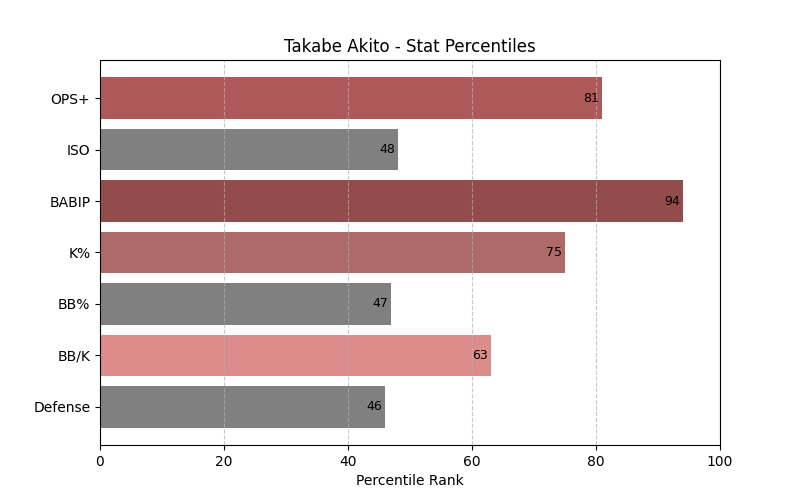 Takabe Akito - Stat Percentiles
OPS+ 81
ISO 48
BABIP 94
K% 75
BB% 47
BB/K 63
Defense 46
0 20 40 60 80 100
Percentile Rank